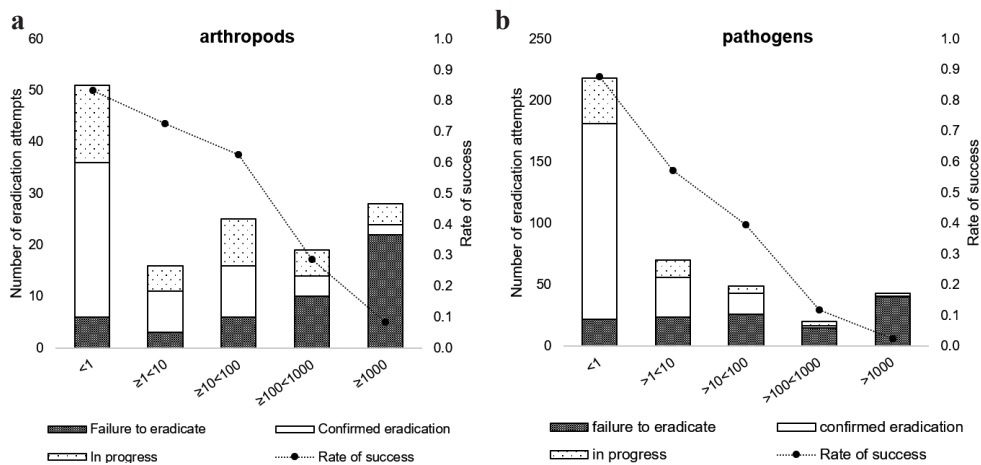 a
arthropods
Number of eradication attempts
60
50
40
30
20
10
0
1.0
0.9
0.8
0.7
0.6
0.5
0.4
0.3
0.2
0.1
0.0
Rate of success
<1
≥1<10
≥10<100
≥100<1000
≥1000
Failure to eradicate
Confirmed eradication
In progress
Rate of success
b
pathogens
Number of eradication attempts
250
200
150
100
50
0
1.0
0.9
0.8
0.7
0.6
0.5
0.4
0.3
0.2
0.1
0.0
Rate of success
<1
>1<10
>10<100
>100<1000
>1000
failure to eradicate
confirmed eradication
in progress
Rate of success